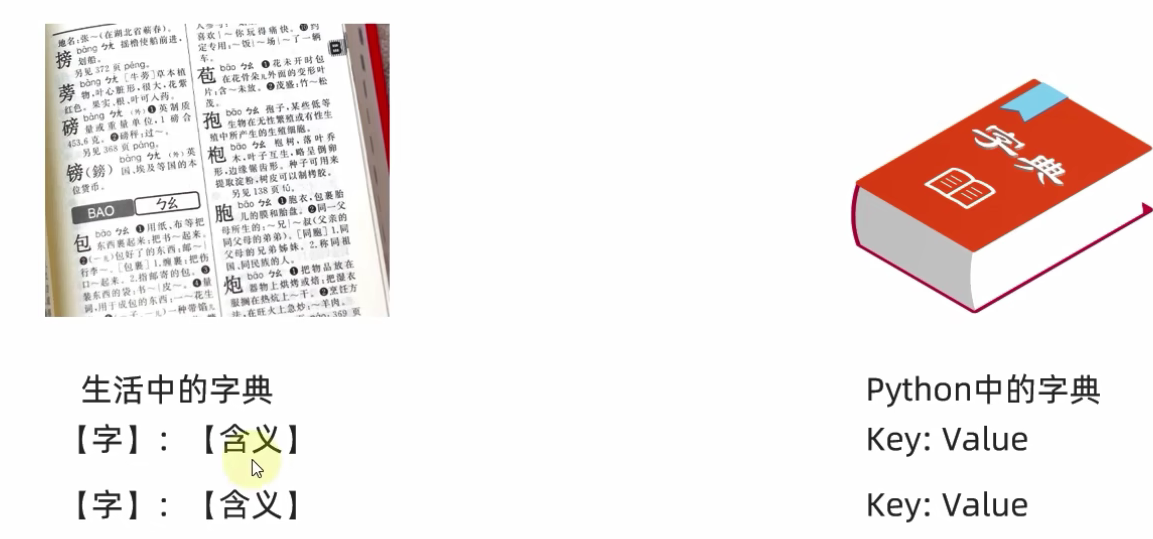 地名:张～(在湖北省蕲春)。
搒 bàng ㄅㄤ 摇橹使船前进,
划船。
另见 372 页 péng。
蒡 bàng ㄅㄤ [牛蒡]草本植
物,叶心脏形,很大,花紫
红色。果实、根、叶可入药。
磅 bàng ㄅㄤ (外) ❶英制质
量或重量单位,1 磅合
453.6 克。❷磅秤:过～。
另见 368 页 páng。
镑(鎊) bàng ㄅㄤ (外) 英
国、埃及等国的本
位货币。
BAO ㄅㄠ
包 bāo ㄅㄠ ❶用纸、布等把
东西裹起来:把书～起来。
❷(～儿)包好了的东西:邮～|
行李～。[包裹] 1.缠裹:把伤
口～起来。2.指邮寄的包。❸
装东西的袋:书～|皮～。❹量
词,用于成包的东西:一～花生
喜欢|～你玩得痛快。❿约
定专用:～饭|～场|～了一辆
车。
苞 bāo ㄅㄠ ❶花未开时包
在花骨朵儿外面的变形叶
片:含～未放。❷茂盛:竹～松
茂。
孢 bāo ㄅㄠ 孢子,某些低等
生物在无性繁殖或有性生
殖中所产生的生殖细胞。
枹 bāo ㄅㄠ 枹树,落叶乔
木,叶子互生,略呈倒卵
形,边缘锯齿形。种子可用来
提取淀粉,树皮可以制栲胶。
另见 138 页 fú。
胞 bāo ㄅㄠ ❶胞衣,包裹胎
儿的膜和胎盘。❷同一父
母所生的:～兄|～叔(父亲的
同父母的弟弟)。[同胞] 1.同
父母的兄弟姊妹。2.称同祖
国、同民族的人。
炮 bāo ㄅㄠ ❶把物品放在
器物上烘烤或焙:把湿衣
服搁在热炕上～干。❷烹饪方
法,在旺火上急炒:～羊肉。
B
字典
生活中的字典
【字】：【含义】
【字】：【含义】
Python中的字典
Key: Value
Key: Value